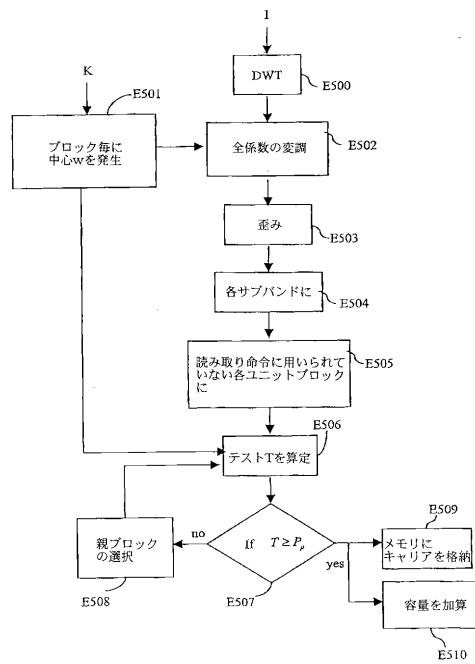 I
K
DWT
E500
E501
ブロック毎に
中心wを発生
全係数の変調
E502
歪み
E503
各サブバンドに
E504
読み取り命令に用いられて
いない各ユニットブロック
に
E505
E506
テストTを算定
親ブロック
の選択
E508
no
If T ≥ Pμ
yes
E507
E509
メモリに
キャリアを格納
容量を加算
E510